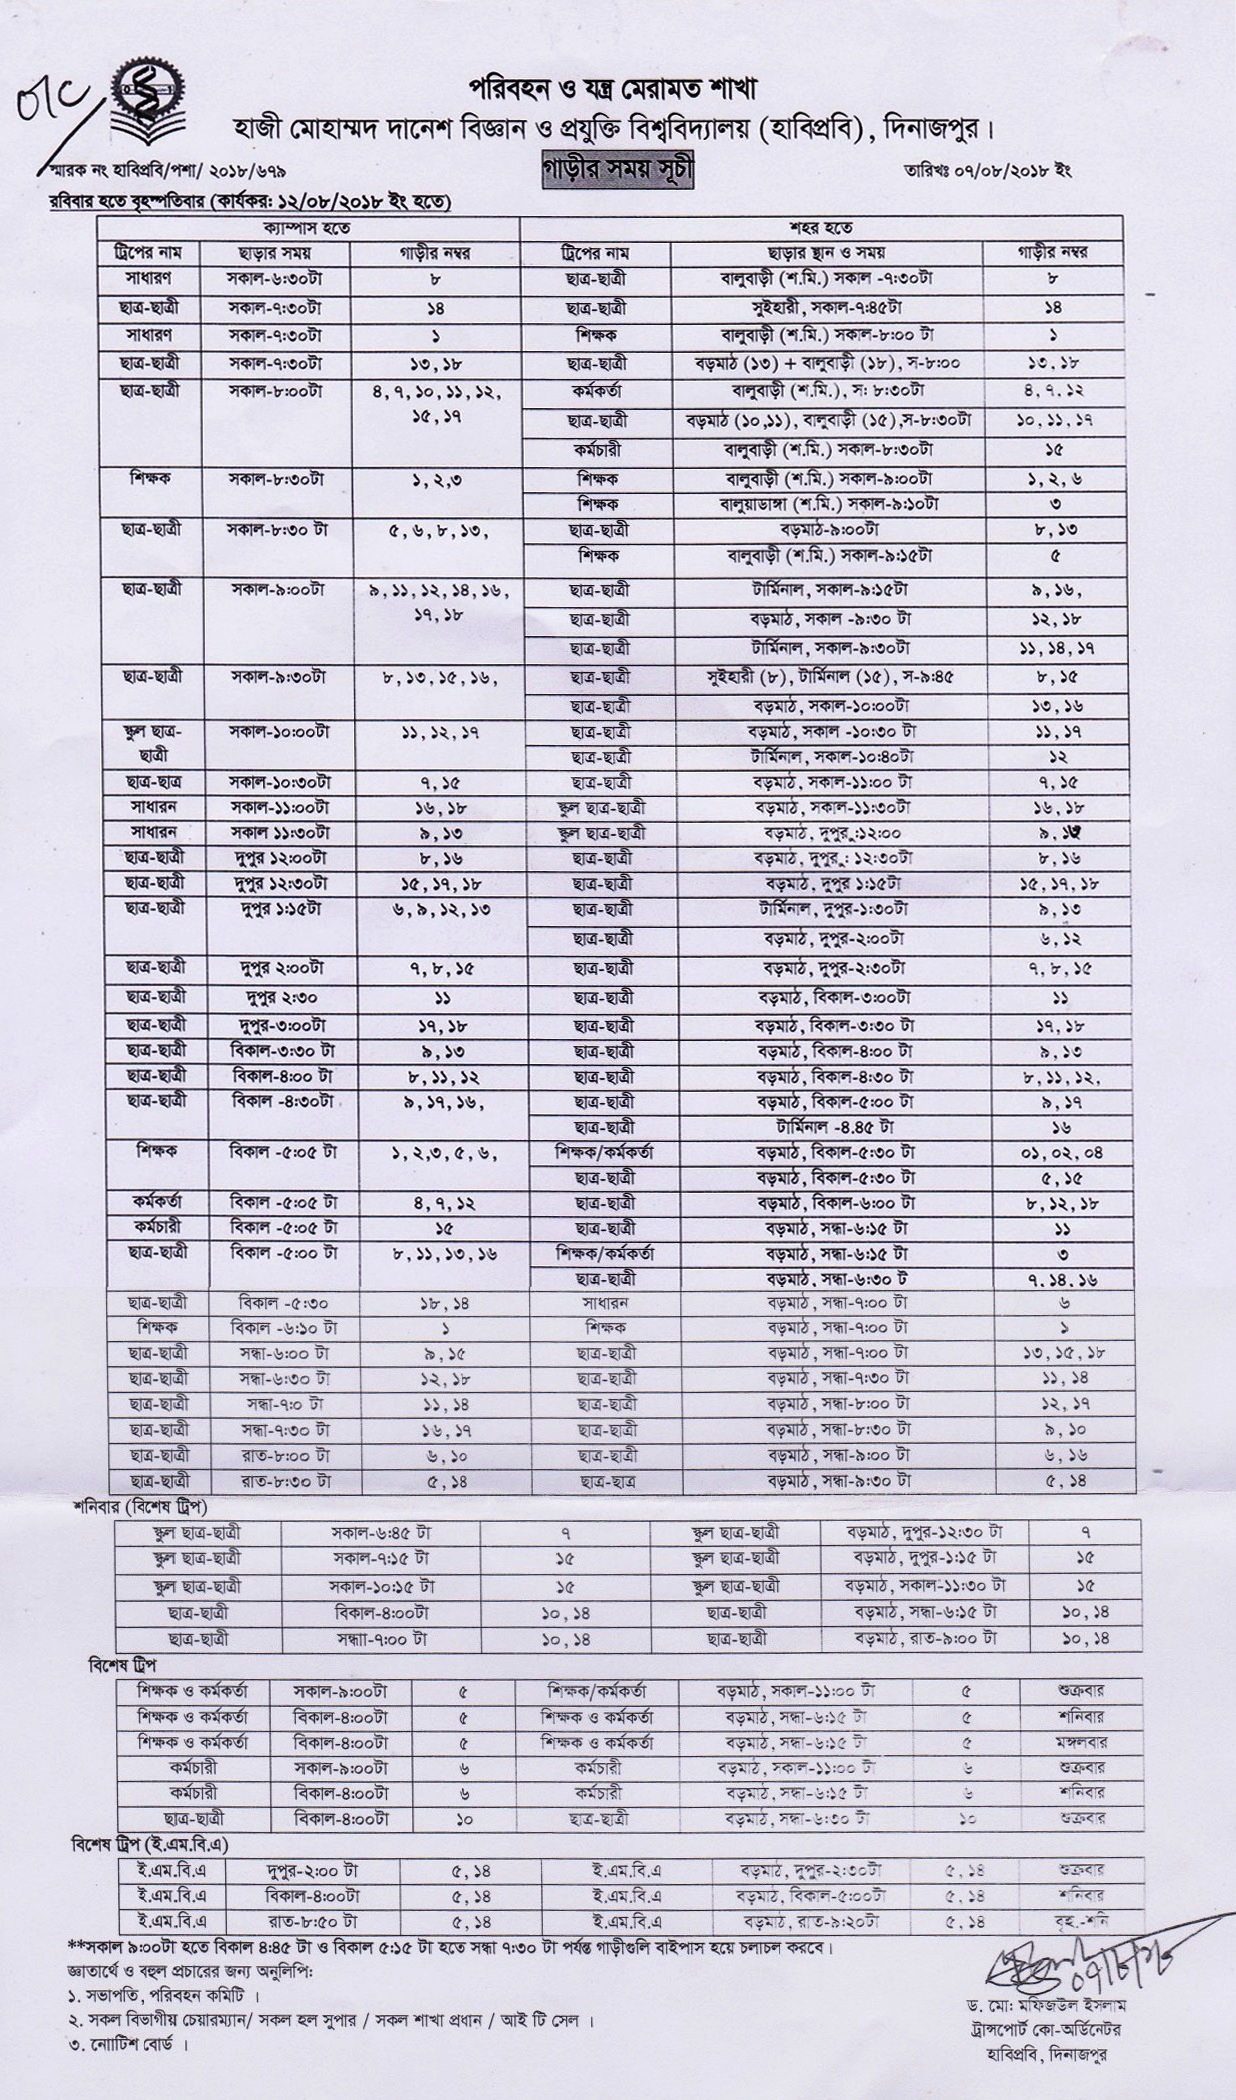 পরিবহন ও যন্ত্র মেরামত শাখা
হাজী মোহাম্মদ দানেশ বিজ্ঞান ও প্রযুক্তি বিশ্ববিদ্যালয় (হাবিপ্রবি), দিনাজপুর।
স্মারক নং হাবিপ্রবি/পশা/ ২০১৮/৬৭৯ গাড়ীর সময় সূচী তারিখঃ ০৭/০৮/২০১৮ ইং
রবিবার হতে বৃহস্পতিবার (কার্যকর: ১২/০৮/২০১৮ ইং হতে)
ক্যাম্পাস হতে শহর হতে
ট্রিপের নাম ছাড়ার সময় গাড়ীর নম্বর ট্রিপের নাম ছাড়ার স্থান ও সময় গাড়ীর নম্বর
সাধারণ সকাল-৬:৩০টা ৮ ছাত্র-ছাত্রী বালুবাড়ী (শ.মি.) সকাল -৭:৩০টা ৮
ছাত্র-ছাত্রী সকাল-৭:৩০টা ১৪ ছাত্র-ছাত্রী সুইহারী, সকাল-৭:৪৫টা ১৪
সাধারণ সকাল-৭:৩০টা ১ শিক্ষক বালুবাড়ী (শ.মি.) সকাল-৮:০০ টা ১
ছাত্র-ছাত্রী সকাল-৭:৩০টা ১৩, ১৮ ছাত্র-ছাত্রী বড়মাঠ (১৩) + বালুবাড়ী (১৮), স-৮:০০ ১৩, ১৮
ছাত্র-ছাত্রী সকাল-৮:০০টা ৪, ৭, ১০, ১১, ১২, কর্মকর্তা বালুবাড়ী (শ.মি.), স: ৮:৩০টা ৪, ৭. ১২
১৫, ১৭ ছাত্র-ছাত্রী বড়মাঠ (১০,১১), বালুবাড়ী (১৫),স-৮:৩০টা ১০, ১১, ১৭
কর্মচারী বালুবাড়ী (শ.মি.) সকাল-৮:৩০টা ১৫
শিক্ষক সকাল-৮:৩০টা ১, ২,৩ শিক্ষক বালুবাড়ী (শ.মি.) সকাল-৯:০০টা ১, ২, ৬
শিক্ষক বালুয়াডাঙ্গা (শ.মি.) সকাল-৯:১০টা ৩
ছাত্র-ছাত্রী সকাল-৮:৩০ টা ৫, ৬, ৮, ১৩, ছাত্র-ছাত্রী বড়মাঠ-৯:০০টা ৮, ১৩
শিক্ষক বালুবাড়ী (শ.মি.) সকাল-৯:১৫টা ৫
ছাত্র-ছাত্রী সকাল-৯:০০টা ৯, ১১, ১২, ১৪, ১৬, ছাত্র-ছাত্রী টার্মিনাল, সকাল-৯:১৫টা ৯, ১৬,
১৭, ১৮ ছাত্র-ছাত্রী বড়মাঠ, সকাল -৯:৩০ টা ১২, ১৮
ছাত্র-ছাত্রী টার্মিনাল, সকাল-৯:৩০টা ১১, ১৪, ১৭
ছাত্র-ছাত্রী সকাল-৯:৩০টা ৮, ১৩, ১৫, ১৬, ছাত্র-ছাত্রী সুইহারী (৮), টার্মিনাল (১৫), স-৯:৪৫ ৮, ১৫
ছাত্র-ছাত্রী বড়মাঠ, সকাল-১০:০০টা ১৩, ১৬
স্কুল ছাত্র- সকাল-১০:০০টা ১১, ১২, ১৭ ছাত্র-ছাত্রী বড়মাঠ, সকাল -১০:৩০ টা ১১, ১৭
ছাত্রী ছাত্র-ছাত্রী টার্মিনাল, সকাল-১০:৪০টা ১২
ছাত্র-ছাত্র সকাল-১০:৩০টা ৭, ১৫ ছাত্র-ছাত্রী বড়মাঠ, সকাল-১১:০০ টা ৭, ১৫
সাধারন সকাল-১১:০০টা ১৬, ১৮ স্কুল ছাত্র-ছাত্রী বড়মাঠ, সকাল-১১:৩০টা ১৬, ১৮
সাধারন সকাল ১১:৩০টা ৯, ১৩ স্কুল ছাত্র-ছাত্রী বড়মাঠ, দুপুর:১২:০০ ৯,
ছাত্র-ছাত্রী দুপুর ১২:০০টা ৮, ১৬ ছাত্র-ছাত্রী বড়মাঠ, দুপুর: ১২:৩০টা ৮, ১৬
ছাত্র-ছাত্রী দুপুর ১২:৩০টা ১৫, ১৭, ১৮ ছাত্র-ছাত্রী বড়মাঠ, দুপুর ১:১৫টা ১৫, ১৭, ১৮
ছাত্র-ছাত্রী দুপুর ১:১৫টা ৬, ৯, ১২, ১৩ ছাত্র-ছাত্রী টার্মিনাল, দুপুর-১:৩০টা ৯, ১৩
ছাত্র-ছাত্রী বড়মাঠ, দুপুর-২:০০টা ৬, ১২
ছাত্র-ছাত্রী দুপুর ২:০০টা ৭, ৮, ১৫ ছাত্র-ছাত্রী বড়মাঠ, দুপুর-২:৩০টা ৭, ৮, ১৫
ছাত্র-ছাত্রী দুপুর ২:৩০ ১১ ছাত্র-ছাত্রী বড়মাঠ, বিকাল-৩:০০টা ১১
ছাত্র-ছাত্রী দুপুর-৩:০০টা ১৭, ১৮ ছাত্র-ছাত্রী বড়মাঠ, বিকাল-৩:৩০ টা ১৭, ১৮
ছাত্র-ছাত্রী বিকাল-৩:৩০ টা ৯, ১৩ ছাত্র-ছাত্রী বড়মাঠ, বিকাল-৪:০০ টা ৯, ১৩
ছাত্র-ছাত্রী বিকাল-৪:০০ টা ৮, ১১, ১২ ছাত্র-ছাত্রী বড়মাঠ, বিকাল-৪:৩০ টা ৮, ১১, ১২,
ছাত্র-ছাত্রী বিকাল -৪:৩০টা ৯, ১৭, ১৬, ছাত্র-ছাত্রী বড়মাঠ, বিকাল-৫:০০ টা ৯, ১৭
ছাত্র-ছাত্রী টার্মিনাল -৪.৪৫ টা ১৬
শিক্ষক বিকাল -৫:০৫ টা ১, ২,৩, ৫, ৬, শিক্ষক/কর্মকর্তা বড়মাঠ, বিকাল-৫:৩০ টা ০১, ০২, ০৪
ছাত্র-ছাত্রী বড়মাঠ, বিকাল-৫:৩০ টা ৫, ১৫
কর্মকর্তা বিকাল -৫:০৫ টা ৪, ৭, ১২ ছাত্র-ছাত্রী বড়মাঠ, বিকাল-৬:০০ টা ৮, ১২, ১৮
কর্মচারী বিকাল -৫:০৫ টা ১৫ ছাত্র-ছাত্রী বড়মাঠ, সন্ধা-৬:১৫ টা ১১
ছাত্র-ছাত্রী বিকাল -৫:০০ টা ৮, ১১, ১৩, ১৬ শিক্ষক/কর্মকর্তা বড়মাঠ, সন্ধা-৬:১৫ টা ৩
ছাত্র-ছাত্রী বড়মাঠ, সন্ধা-৬:৩০ ট ৭. ১৪. ১৬
ছাত্র-ছাত্রী বিকাল -৫:৩০ ১৮, ১৪ সাধারন বড়মাঠ, সন্ধা-৭:০০ টা ৬
শিক্ষক বিকাল -৬:১০ টা ১ শিক্ষক বড়মাঠ, সন্ধা-৭:০০ টা ১
ছাত্র-ছাত্রী সন্ধা-৬:০০ টা ৯, ১৫ ছাত্র-ছাত্রী বড়মাঠ, সন্ধা-৭:০০ টা ১৩, ১৫, ১৮
ছাত্র-ছাত্রী সন্ধা-৬:৩০ টা ১২, ১৮ ছাত্র-ছাত্রী বড়মাঠ, সন্ধা-৭:৩০ টা ১১, ১৪
ছাত্র-ছাত্রী সন্ধা-৭:০ টা ১১, ১৪ ছাত্র-ছাত্রী বড়মাঠ, সন্ধা-৮:০০ টা ১২, ১৭
ছাত্র-ছাত্রী সন্ধা-৭:৩০ টা ১৬, ১৭ ছাত্র-ছাত্রী বড়মাঠ, সন্ধা-৮:৩০ টা ৯, ১০
ছাত্র-ছাত্রী রাত-৮:০০ টা ৬, ১০ ছাত্র-ছাত্রী বড়মাঠ, সন্ধা-৯:০০ টা ৬, ১৬
ছাত্র-ছাত্রী রাত-৮:৩০ টা ৫, ১৪ ছাত্র-ছাত্র বড়মাঠ, সন্ধা-৯:৩০ টা ৫, ১৪
শনিবার (বিশেষ ট্রিপ)
স্কুল ছাত্র-ছাত্রী সকাল-৬:৪৫ টা ৭ স্কুল ছাত্র-ছাত্রী বড়মাঠ, দুপুর-১২:৩০ টা ৭
স্কুল ছাত্র-ছাত্রী সকাল-৭:১৫ টা ১৫ স্কুল ছাত্র-ছাত্রী বড়মাঠ, দুপুর-১:১৫ টা ১৫
স্কুল ছাত্র-ছাত্রী সকাল-১০:১৫ টা ১৫ স্কুল ছাত্র-ছাত্রী বড়মাঠ, সকাল-১১:৩০ টা ১৫
ছাত্র-ছাত্রী বিকাল-৪:০০টা ১০, ১৪ ছাত্র-ছাত্রী বড়মাঠ, সন্ধা-৬:১৫ টা ১০, ১৪
ছাত্র-ছাত্রী সন্ধাা-৭:০০ টা ১০, ১৪ ছাত্র-ছাত্রী বড়মাঠ, রাত-৯:০০ টা ১০, ১৪
বিশেষ ট্রিপ
শিক্ষক ও কর্মকর্তা সকাল-৯:০০টা ৫ শিক্ষক/কর্মকর্তা বড়মাঠ, সকাল-১১:০০ টা ৫ শুক্রবার
শিক্ষক ও কর্মকর্তা বিকাল-৪:০০টা ৫ শিক্ষক ও কর্মকর্তা বড়মাঠ, সন্ধা-৬:১৫ টা ৫ শনিবার
শিক্ষক ও কর্মকর্তা বিকাল-৪:০০টা ৫ শিক্ষক ও কর্মকর্তা বড়মাঠ, সন্ধা-৬:১৫ টা ৫ মঙ্গলবার
কর্মচারী সকাল-৯:০০টা ৬ কর্মচারী বড়মাঠ, সকাল-১১:০০ টা ৬ শুক্রবার
কর্মচারী বিকাল-৪:০০টা ৬ কর্মচারী বড়মাঠ, সন্ধা-৬:১৫ টা ৬ শনিবার
ছাত্র-ছাত্রী বিকাল-৪:০০টা ১০ ছাত্র-ছাত্রী বড়মাঠ, সন্ধা-৬:৩০ টা ১০ শুক্রবার
বিশেষ ট্রিপ (ই.এম.বি.এ)
ই.এম.বি.এ দুপুর-২:০০ টা ৫, ১৪ ই.এম.বি.এ বড়মাঠ, দুপুর-২:৩০টা ৫, ১৪ শুক্রবার
ই.এম.বি.এ বিকাল-৪:০০টা ৫, ১৪ ই.এম.বি.এ বড়মাঠ, বিকাল-৫:০০টা ৫, ১৪ শনিবার
ই.এম.বি.এ রাত-৮:৫০ টা ৫, ১৪ ই.এম.বি.এ বড়মাঠ, রাত-৯:২০টা ৫, ১৪ বৃহ.-শনি
**সকাল ৯:০০টা হতে বিকাল ৪:৪৫ টা ও বিকাল ৫:১৫ টা হতে সন্ধা ৭:৩০ টা পর্যন্ত গাড়ীগুলি বাইপাস হয়ে চলাচল করবে।
জ্ঞাতার্থে ও বহুল প্রচারের জন্য অনুলিপি:
১. সভাপতি, পরিবহন কমিটি ।
২. সকল বিভাগীয় চেয়ারম্যান/ সকল হল সুপার / সকল শাখা প্রধান / আই টি সেল ।
৩. নোাটিশ বোর্ড ।
ড. মো: মফিজউল ইসলাম
ট্রান্সপোর্ট কো-অর্ডিনেটর
হাবিপ্রবি, দিনাজপুর